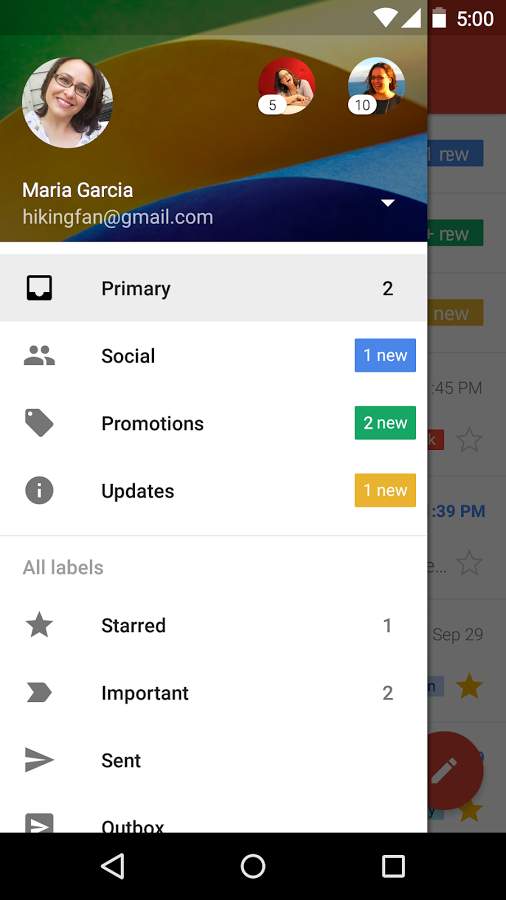 5:00
5
10
Maria Garcia
hikingfan@gmail.com
Primary 2
Social 1 new
Promotions 2 new
Updates 1 new
All labels
Starred 1
Important 2
Sent
Outbox
1 new
+ new
new
:45 PM
k
:39 PM
e...
Sep 29
n
y